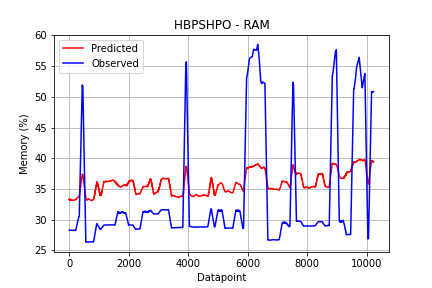 HBPSHPO - RAM
Predicted
Observed
Memory (%)
60
55
50
45
40
35
30
25
0
2000
4000
6000
8000
10000
Datapoint